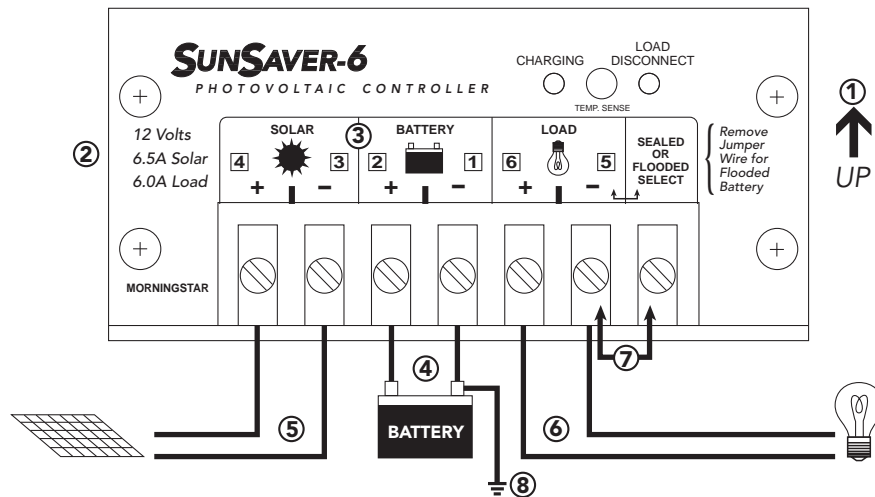 SUNSAVER-6
PHOTOVOLTAIC CONTROLLER
CHARGING
LOAD
DISCONNECT
TEMP. SENSE
1
UP
2
12 Volts
6.5A Solar
6.0A Load
SOLAR
4 + – 3
3
BATTERY
2 + – 1
LOAD
6 + – 5
SEALED
OR
FLOODED
SELECT
Remove
Jumper
Wire for
Flooded
Battery
MORNINGSTAR
4
7
5
BATTERY
6
8